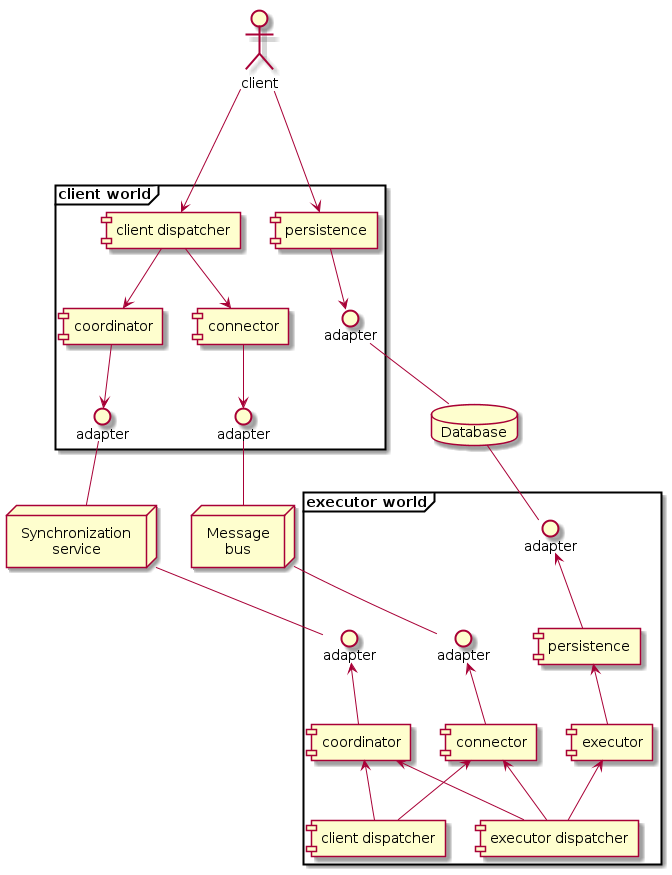 client
client world
client dispatcher
persistence
coordinator
connector
adapter
adapter
adapter
Database
executor world
Synchronization
service
Message
bus
adapter
adapter
adapter
persistence
coordinator
connector
executor
client dispatcher
executor dispatcher